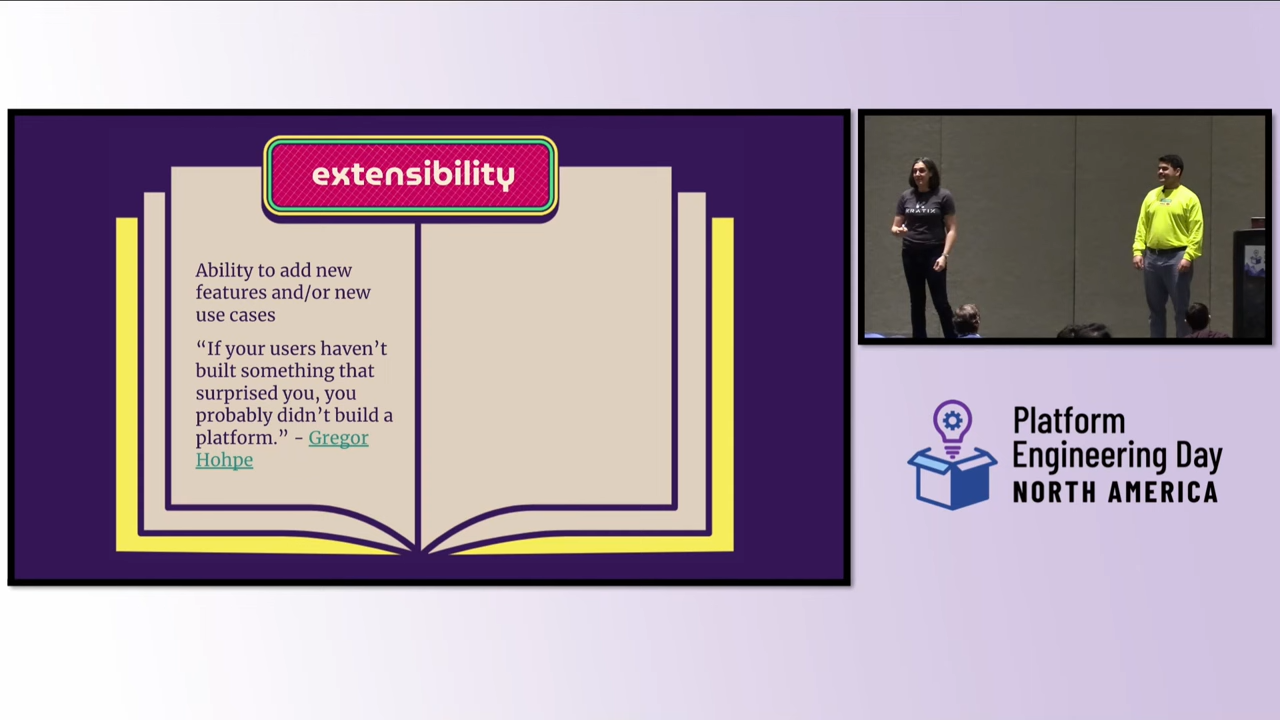 extensibility
Ability to add new
features and/or new
use cases
“If your users haven’t
built something that
surprised you, you
probably didn’t build a
platform.” - Gregor
Hohpe
KRATIX
Platform
Engineering Day
NORTH AMERICA